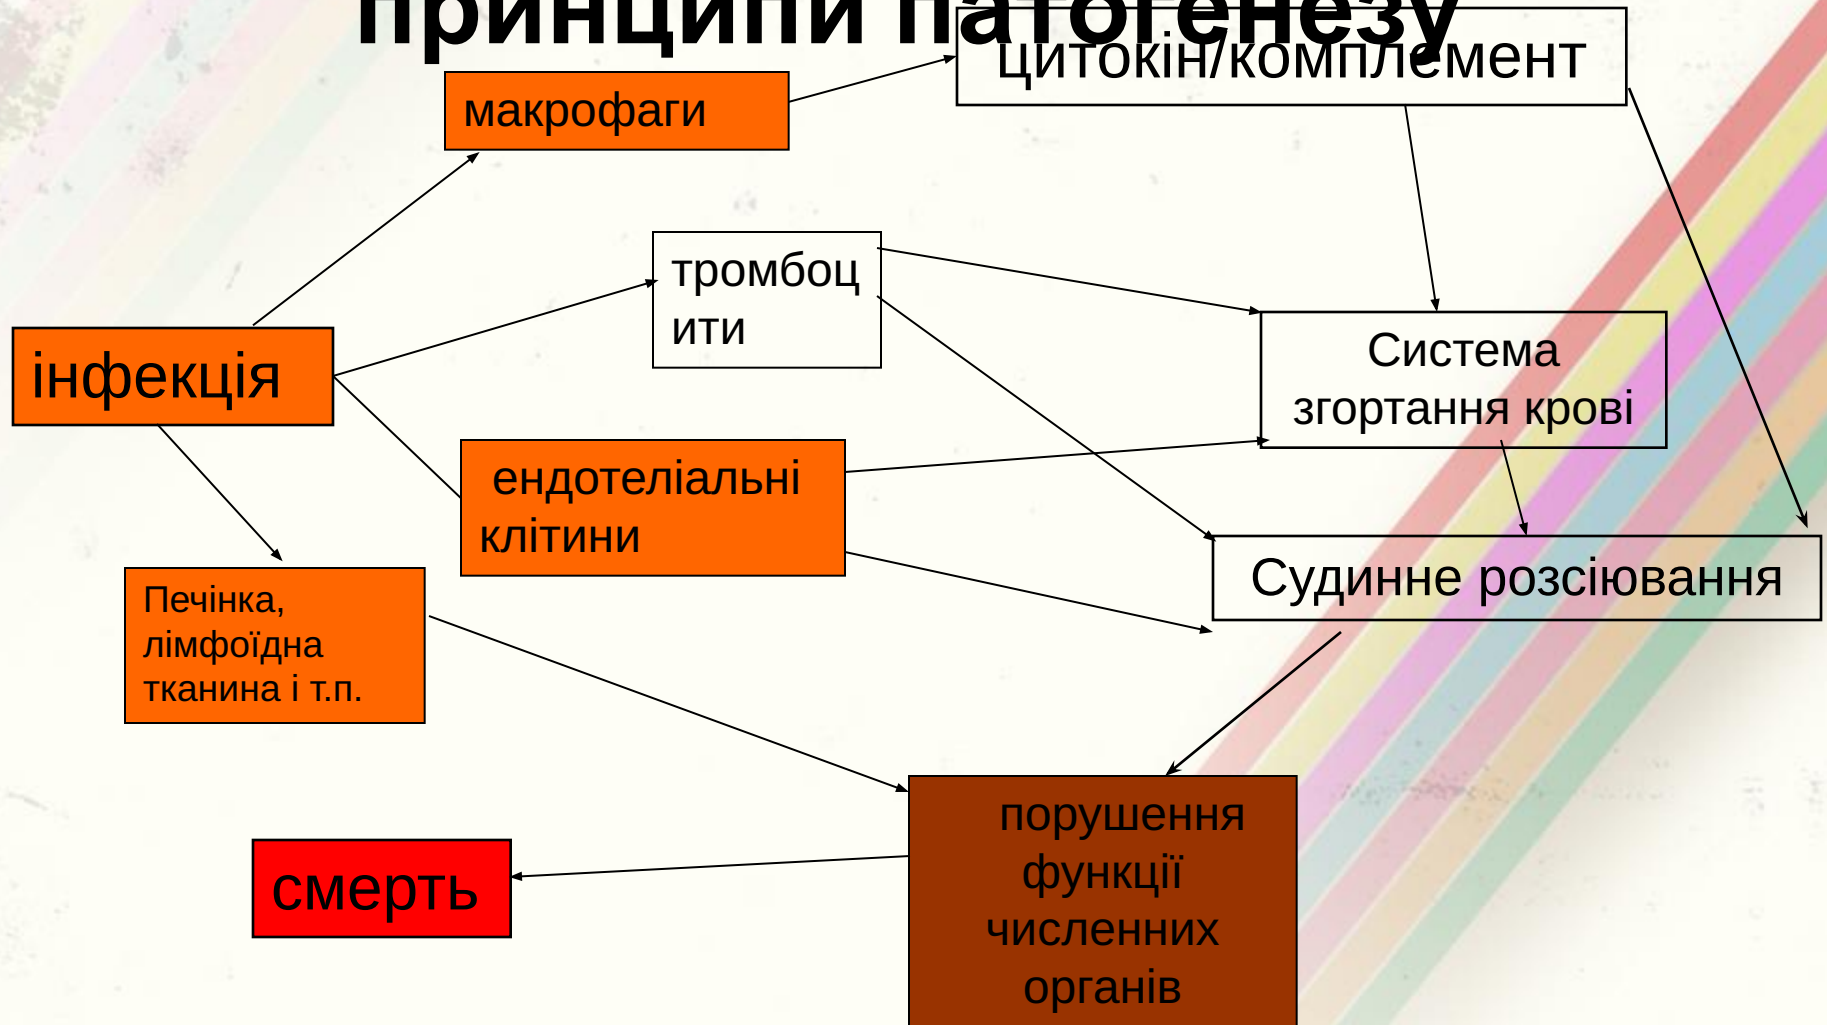 принципи патогенезу
цитокін/комплемент
макрофаги
тромбоц
ити
інфекція
Система
згортання крові
ендотеліальні
клітини
Судинне розсіювання
Печінка,
лімфоїдна
тканина і т.п.
порушення
функції
численних
органів
смерть